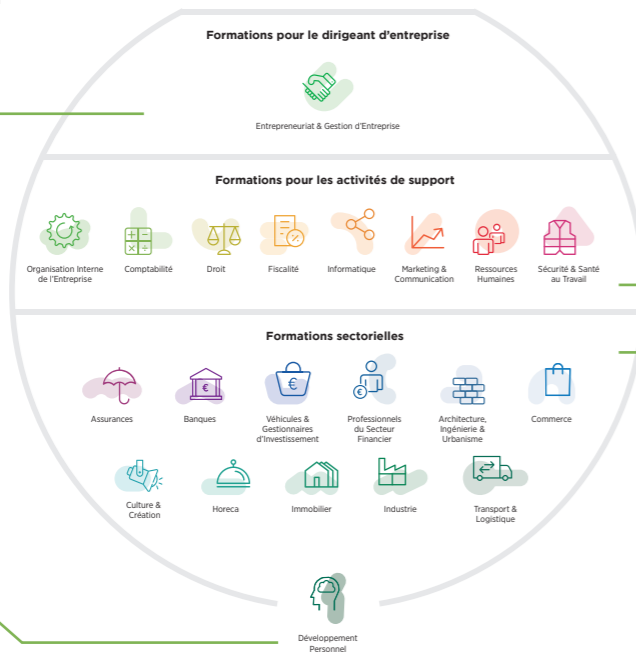 Formations pour le dirigeant d'entreprise
Entrepreneuriat & Gestion d'Entreprise
Formations pour les activités de support
Organisation Interne
de l'Entreprise
Comptabilité
Droit
Fiscalité
Informatique
Marketing &
Communication
Ressources
Humaines
Sécurité & Santé
au Travail
Formations sectorielles
Assurances
Banques
Véhicules &
Gestionnaires
d'Investissement
Professionnels
du Secteur
Financier
Architecture,
Ingénierie &
Urbanisme
Commerce
Culture &
Création
Horeca
Immobilier
Industrie
Transport &
Logistique
Développement
Personnel